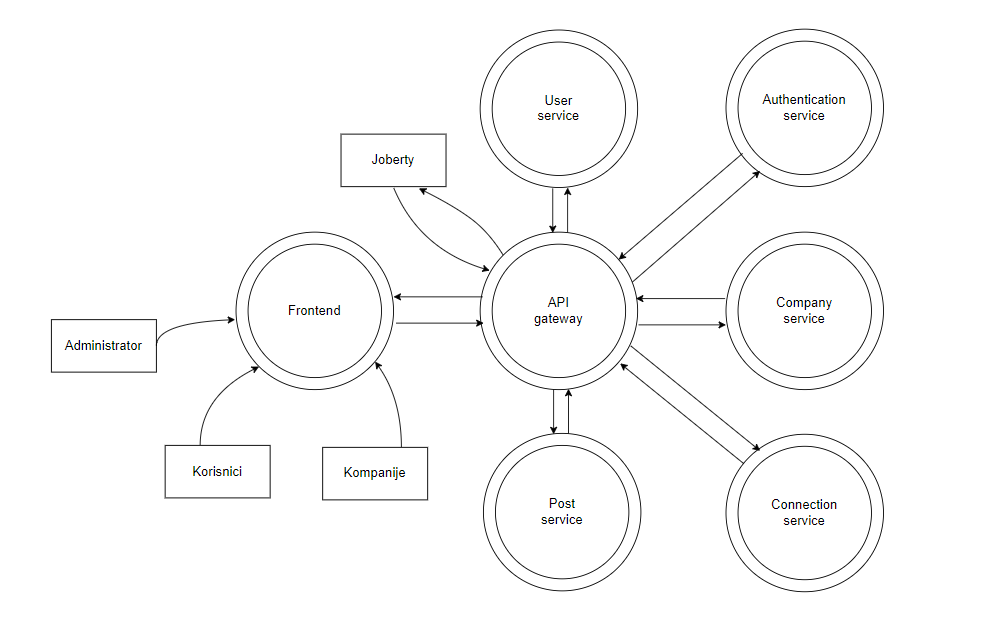 User
service
Authentication
service
Joberty
Frontend
API
gateway
Company
service
Administrator
Korisnici
Kompanije
Post
service
Connection
service